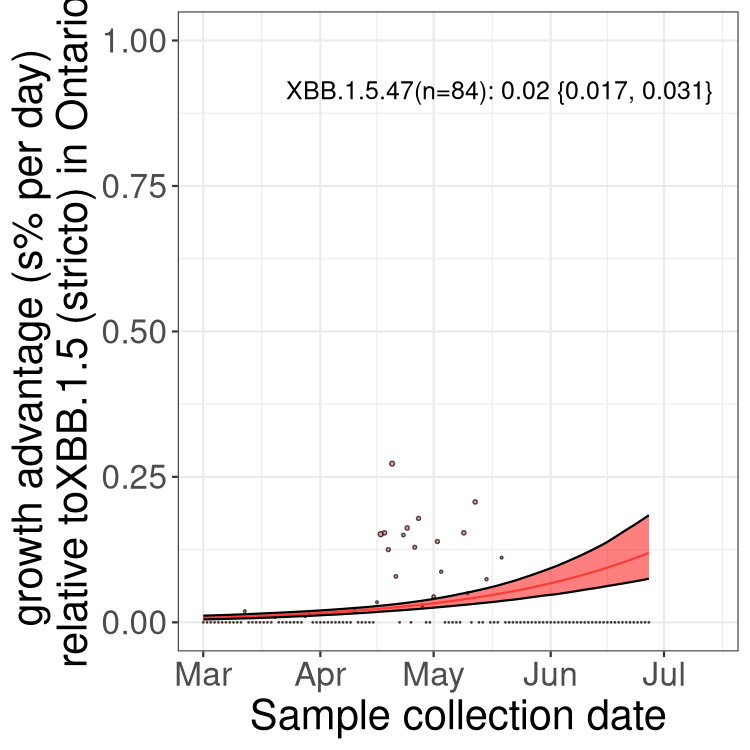 growth advantage (s% per day)
relative toXBB.1.5 (stricto) in Ontario
1.00
0.75
0.50
0.25
0.00
XBB.1.5.47(n=84): 0.02 {0.017, 0.031}
Mar Apr May Jun Jul
Sample collection date